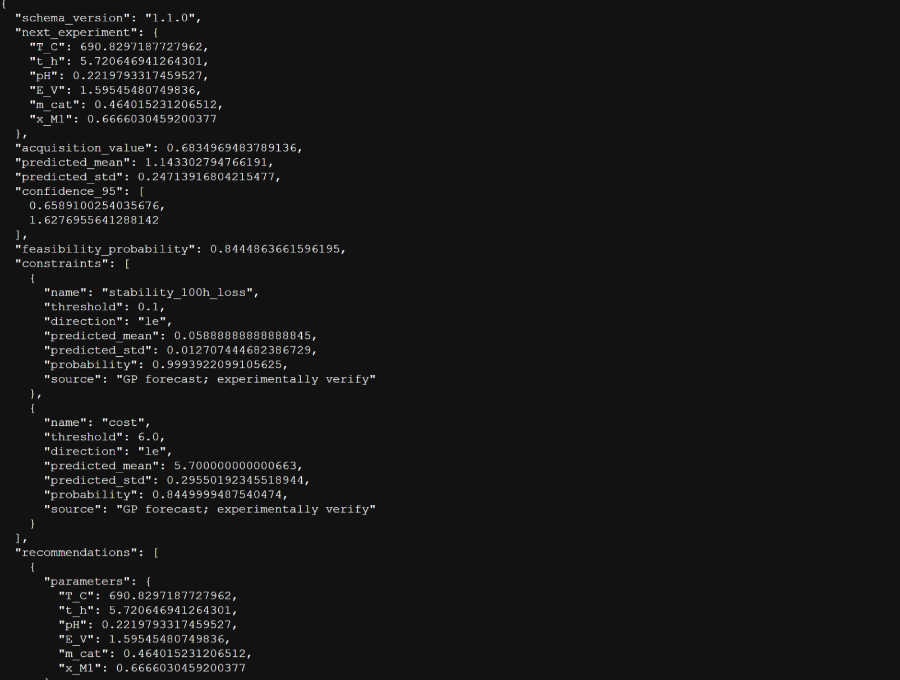 {
  "schema_version": "1.1.0",
  "next_experiment": {
    "T_C": 690.8297187727962,
    "t_h": 5.720646941264301,
    "pH": 0.2219793317459527,
    "E_V": 1.59545480749836,
    "m_cat": 0.464015231206512,
    "x_M1": 0.6666030459200377
  },
  "acquisition_value": 0.6834969483789136,
  "predicted_mean": 1.143302794766191,
  "predicted_std": 0.24713916804215477,
  "confidence_95": [
    0.6589100254035676,
    1.6276955641288142
  ],
  "feasibility_probability": 0.8444863661596195,
  "constraints": [
    {
      "name": "stability_100h_loss",
      "threshold": 0.1,
      "direction": "le",
      "predicted_mean": 0.05888888888888845,
      "predicted_std": 0.012707444682386729,
      "probability": 0.9993922099105625,
      "source": "GP forecast; experimentally verify"
    },
    {
      "name": "cost",
      "threshold": 6.0,
      "direction": "le",
      "predicted_mean": 5.700000000000663,
      "predicted_std": 0.29550192345518944,
      "probability": 0.8449999487540474,
      "source": "GP forecast; experimentally verify"
    }
  ],
  "recommendations": [
    {
      "parameters": {
        "T_C": 690.8297187727962,
        "t_h": 5.720646941264301,
        "pH": 0.2219793317459527,
        "E_V": 1.59545480749836,
        "m_cat": 0.464015231206512,
        "x_M1": 0.6666030459200377